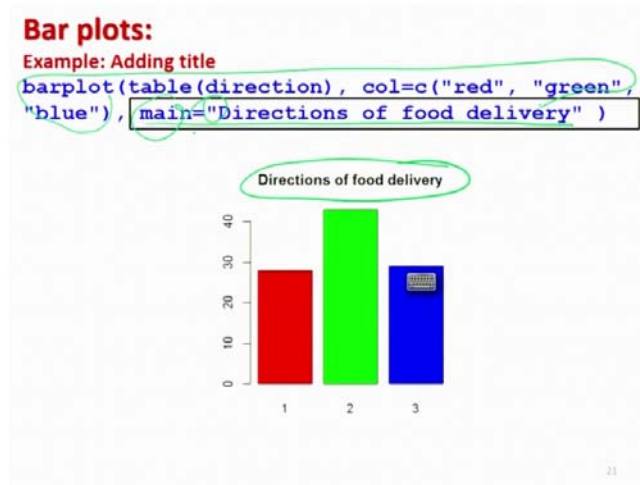 Bar plots:
Example: Adding title
barplot(table(direction), col=c("red", "green",
"blue"), main="Directions of food delivery" )
Directions of food delivery
40
30
20
10
0
1 2 3
21